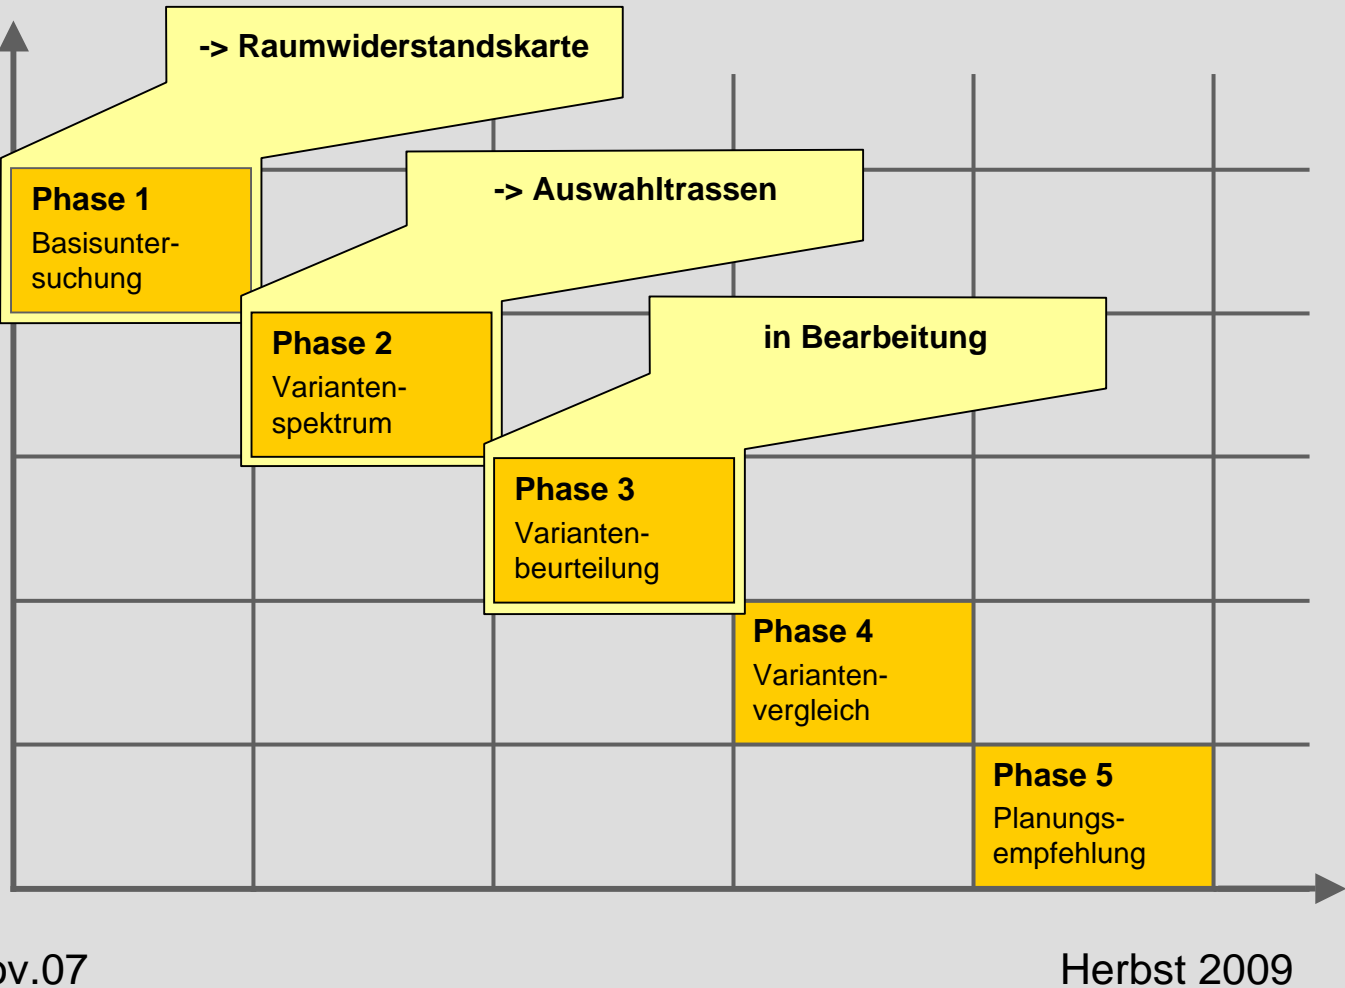 -> Raumwiderstandskarte
Phase 1
Basisunter-
suchung
-> Auswahltrassen
Phase 2
Varianten-
spektrum
in Bearbeitung
Phase 3
Varianten-
beurteilung
Phase 4
Varianten-
vergleich
Phase 5
Planungs-
empfehlung
ov.07
Herbst 2009